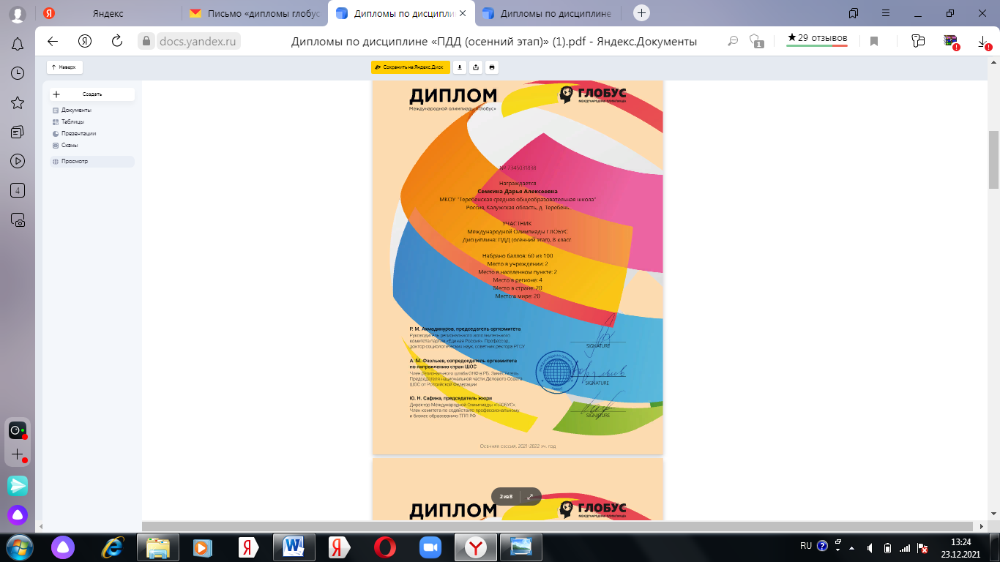 Яндекс
Письмо «дипломы глобус
Дипломы по дисципли
Дипломы по дисциплине
docs.yandex.ru
Дипломы по дисциплине «ПДД (осенний этап)» (1).pdf - Яндекс.Документы
1
★ 29 отзывов
Наверх
Сохранить на Яндекс.Диск
Создать
Документы
Таблицы
Презентации
Сканы
Просмотр
4
ДИПЛОМ
Международной олимпиады «Глобус»
ГЛОБУС
МЕЖДУНАРОДНАЯ ОЛИМПИАДА
№ 7345031838
Награждается
Семкина Дарья Алексеевна
МКОУ "Теребенская средняя общеобразовательная школа"
Россия, Калужская область, д. Теребень
УЧАСТНИК
Международной Олимпиады ГЛОБУС
Дисциплина: ПДД (осенний этап), 8 класс
Набрано баллов: 60 из 100
Место в учреждении: 2
Место в населенном пункте: 2
Место в регионе: 4
Место в стране: 20
Место в мире: 20
Р. М. Ахмадинуров, председатель оргкомитета
Руководитель регионального исполнительного
комитета партии «Единая Россия». Профессор,
доктор социологических наук, советник ректора РГСУ
SIGNATURE
А. М. Фазлыев, сопредседатель оргкомитета
по направлению стран ШОС
Член регионального штаба ОНФ в РБ. Заместитель
Председателя национальной части Делового Совета
ШОС от Российской Федерации
SIGNATURE
Ю. Н. Сафина, председатель жюри
Директор Международной Олимпиады «ГЛОБУС».
Член комитета по содействию профессиональному
и бизнес образованию ТПП РФ
SIGNATURE
Осенняя сессия, 2021-2022 уч. год
2 из 8
ДИПЛОМ
ГЛОБУС
МЕЖДУНАРОДНАЯ ОЛИМПИАДА
RU
13:24
23.12.2021